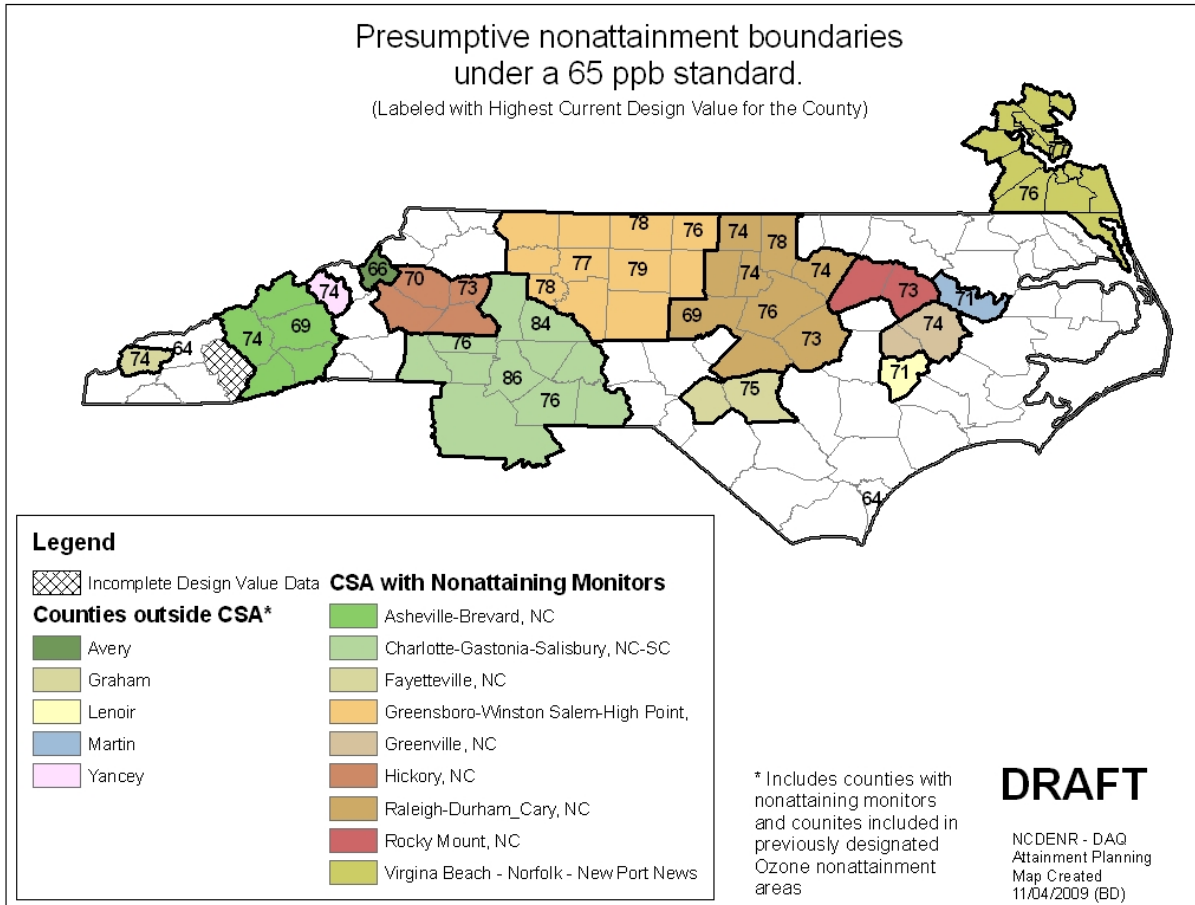 Presumptive nonattainment boundaries
under a 65 ppb standard.
(Labeled with Highest Current Design Value for the County)
76
78
76
74
78
66
70
73
77
79
74
74
73
71
74
78
74
69
69
76
74
64
74
84
73
76
71
86
75
76
64
Legend
Incomplete Design Value Data
Counties outside CSA*
Avery
Graham
Lenoir
Martin
Yancey
CSA with Nonattaining Monitors
Asheville-Brevard, NC
Charlotte-Gastonia-Salisbury, NC-SC
Fayetteville, NC
Greensboro-Winston Salem-High Point,
Greenville, NC
Hickory, NC
Raleigh-Durham_Cary, NC
Rocky Mount, NC
Virgina Beach - Norfolk - New Port News
* Includes counties with
nonattaining monitors
and counites included in
previously designated
Ozone nonattainment
areas
DRAFT
NCDENR - DAQ
Attainment Planning
Map Created
11/04/2009 (BD)